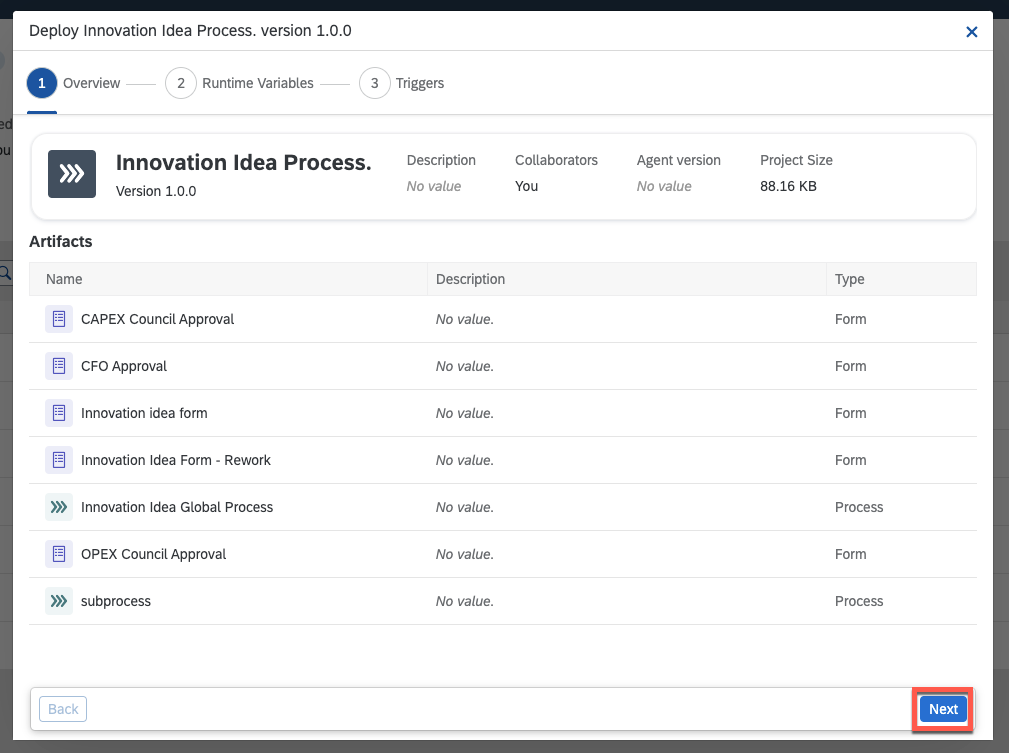 Deploy Innovation Idea Process. version 1.0.0
1 Overview 2 Runtime Variables 3 Triggers
Innovation Idea Process.
Version 1.0.0
Description Collaborators Agent version Project Size
No value You No value 88.16 KB
Artifacts
Name Description Type
CAPEX Council Approval No value. Form
CFO Approval No value. Form
Innovation idea form No value. Form
Innovation Idea Form - Rework No value. Form
Innovation Idea Global Process No value. Process
OPEX Council Approval No value. Form
subprocess No value. Process
Back Next